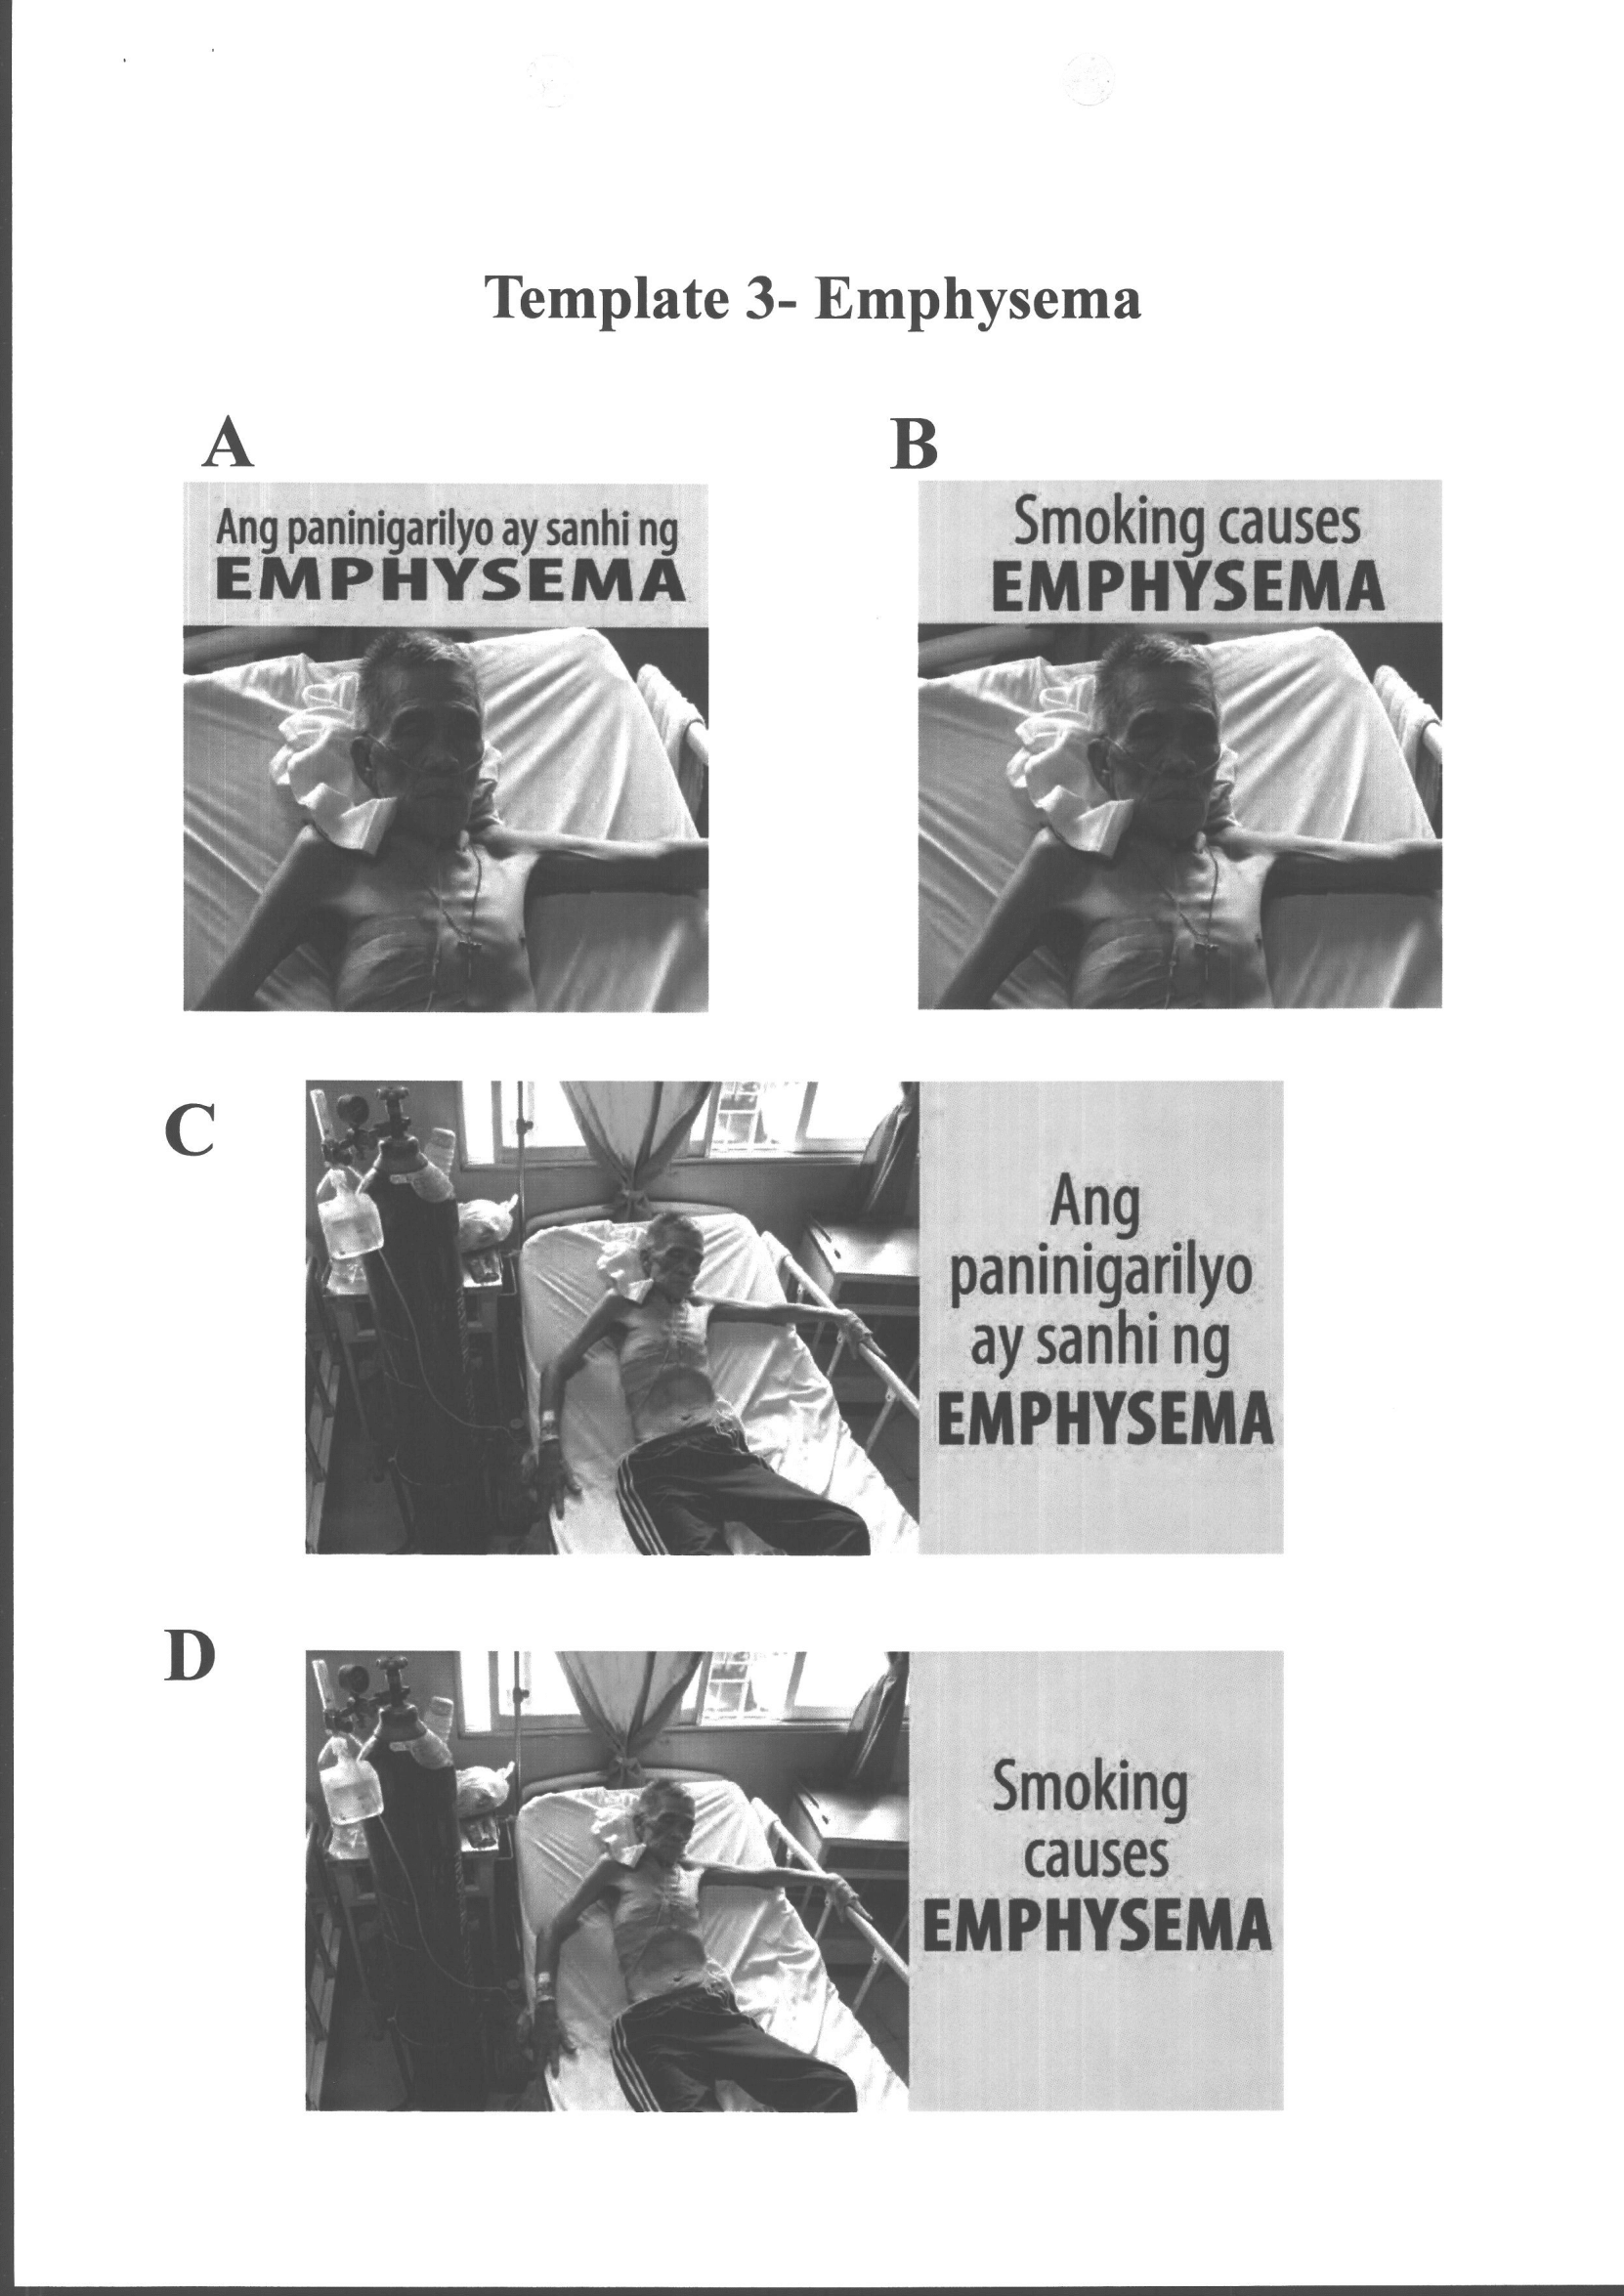 Template 3- Emphysema
A
B
Ang paninigarilyo ay sanhi ng
EMPHYSEMA
Smoking causes
EMPHYSEMA
C
Ang
paninigarilyo
ay sanhi ng
EMPHYSEMA
D
Smoking
causes
EMPHYSEMA